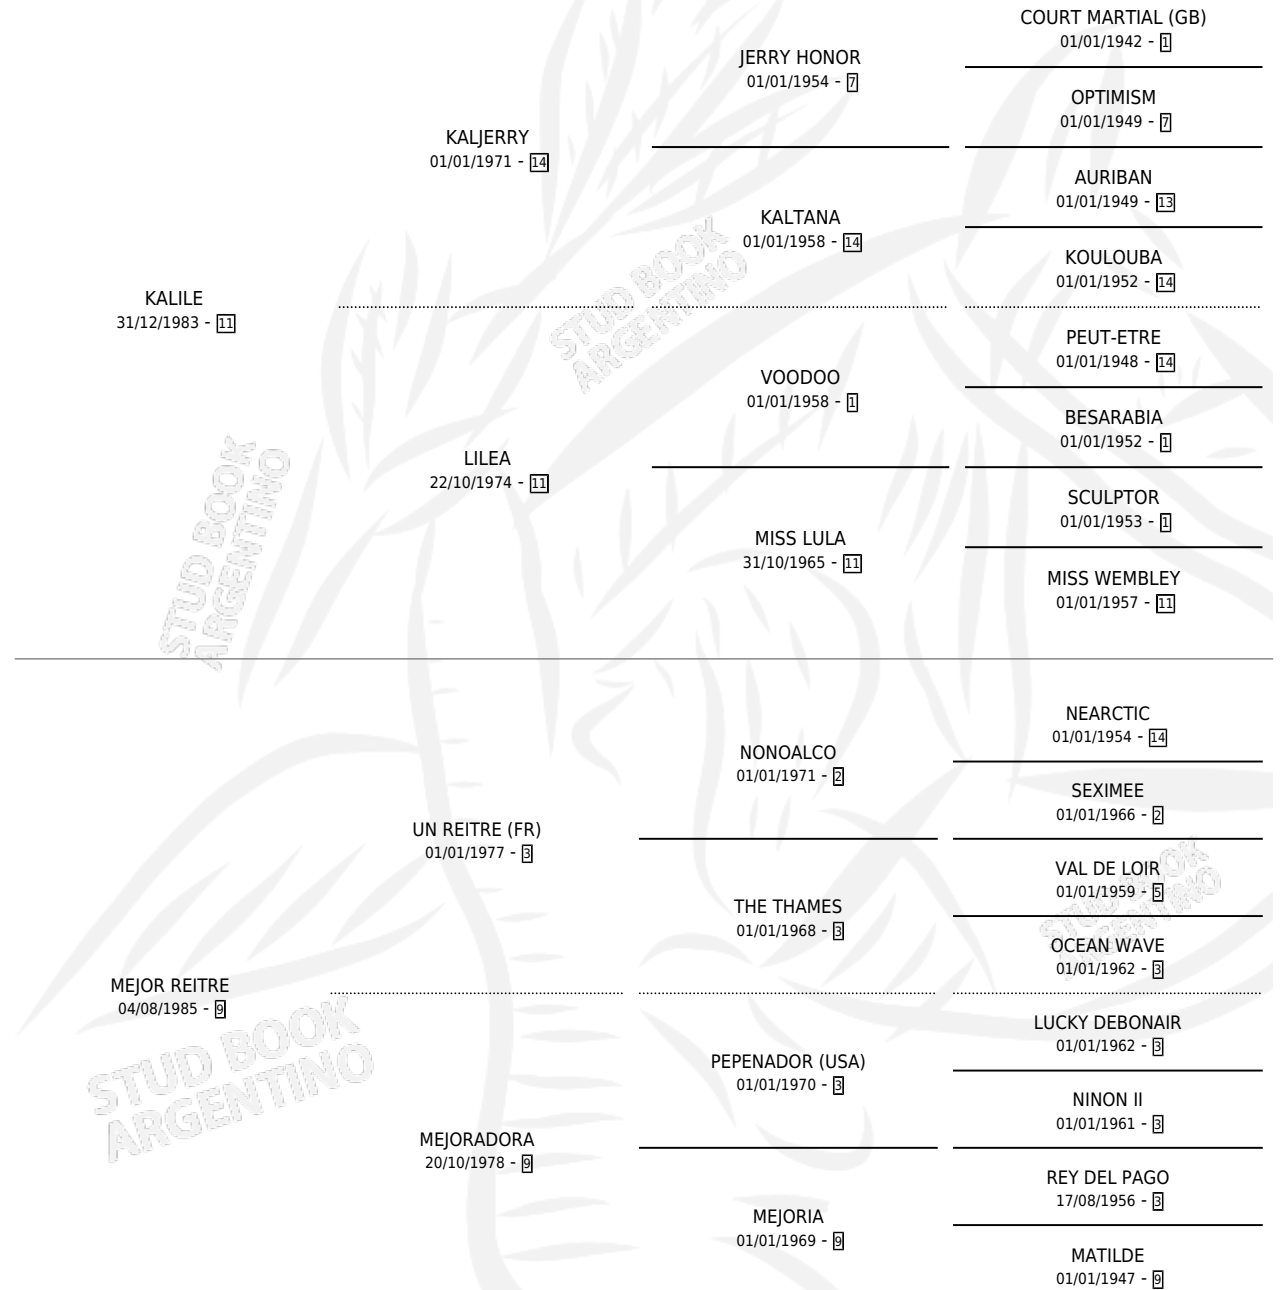 COURT MARTIAL (GB)
01/01/1942 - 1
JERRY HONOR
01/01/1954 - 7
OPTIMISM
01/01/1949 - 7
KALJERRY
01/01/1971 - 14
AURIBAN
01/01/1949 - 13
KALTANA
01/01/1958 - 14
KOULOUBA
01/01/1952 - 14
KALILE
31/12/1983 - 11
PEUT-ETRE
01/01/1948 - 14
VOODOO
01/01/1958 - 1
BESARABIA
01/01/1952 - 1
LILEA
22/10/1974 - 11
SCULPTOR
01/01/1953 - 1
MISS LULA
31/10/1965 - 11
MISS WEMBLEY
01/01/1957 - 11
NEARCTIC
01/01/1954 - 14
NONOALCO
01/01/1971 - 2
SEXIMEE
01/01/1966 - 2
UN REITRE (FR)
01/01/1977 - 3
VAL DE LOIR
01/01/1959 - 5
THE THAMES
01/01/1968 - 3
OCEAN WAVE
01/01/1962 - 3
MEJOR REITRE
04/08/1985 - 9
LUCKY DEBONAIR
01/01/1962 - 3
PEPENADOR (USA)
01/01/1970 - 3
NINON II
01/01/1961 - 3
MEJORADORA
20/10/1978 - 9
REY DEL PAGO
17/08/1956 - 3
MEJORIA
01/01/1969 - 9
MATILDE
01/01/1947 - 9
STUD BOOK
ARGENTINO
STUD BOOK
ARGENTINO
STUD BOOK
ARGENTINO
STUD BOOK
ARGENTINO